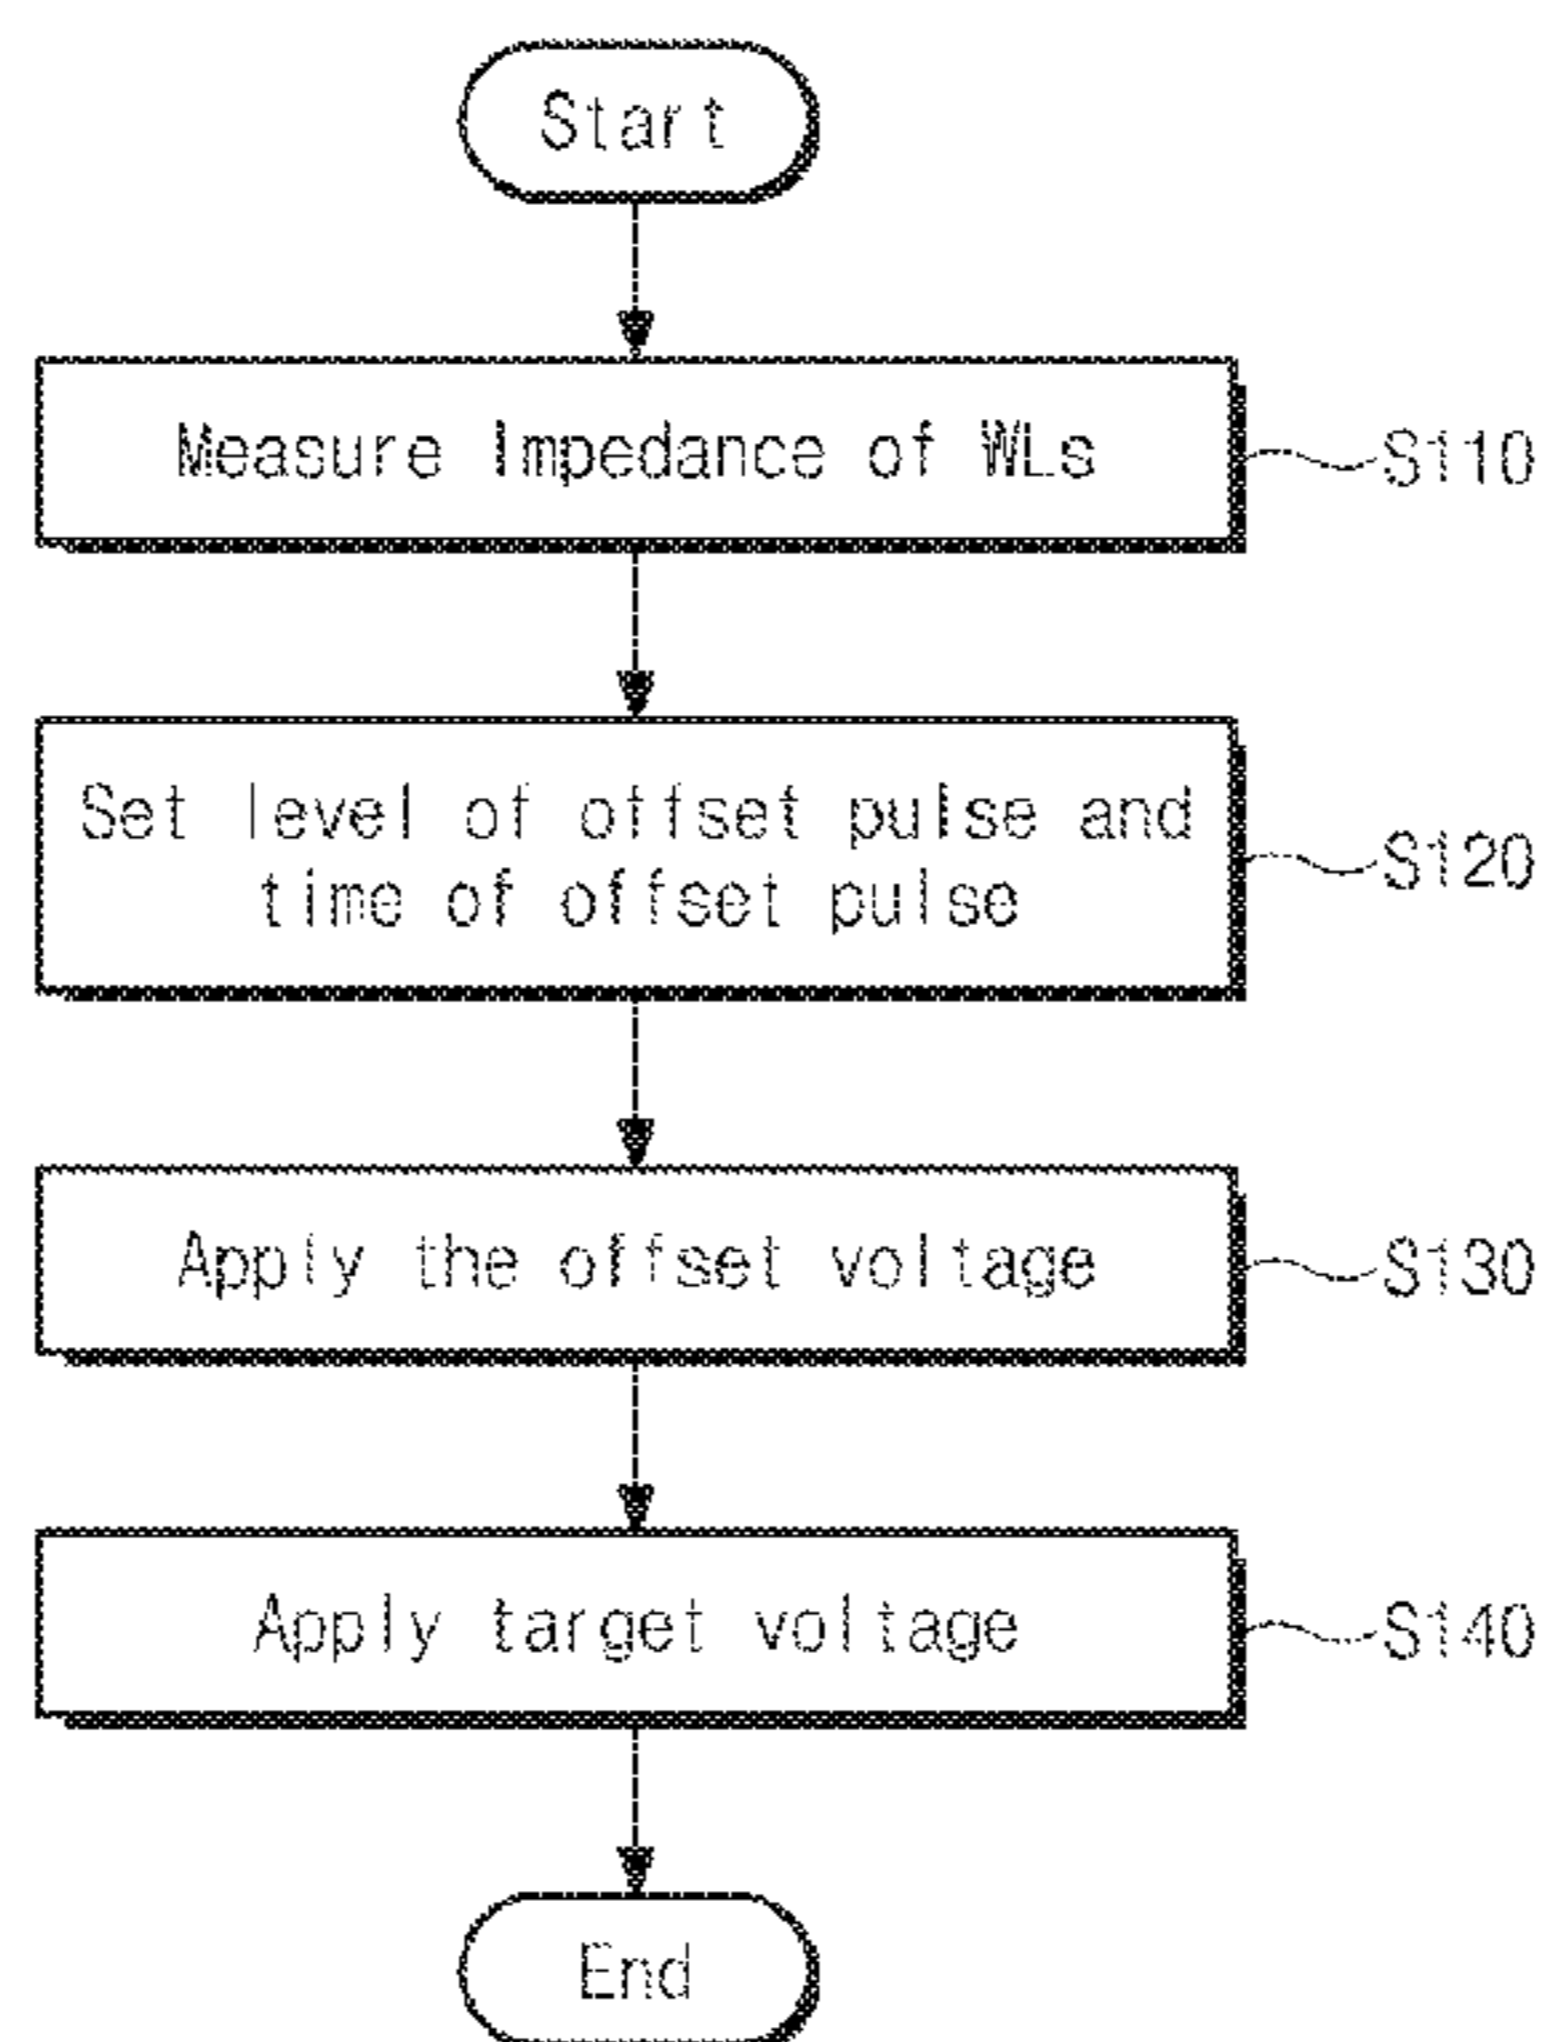 Start
Measure Impedance of WLs
S110
Set level of offset pulse and
time of offset pulse
S120
Apply the offset voltage
S130
Apply target voltage
S140
End